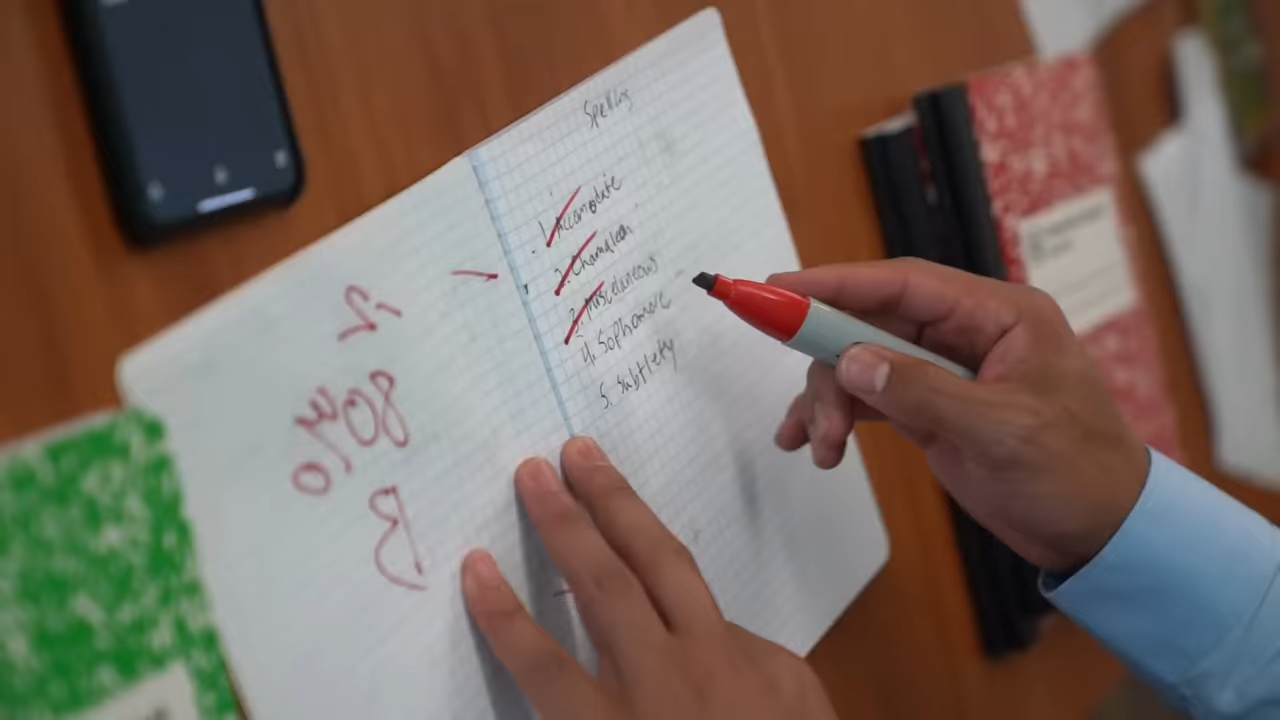 Spelling
1. Accomodate
2. Chamaleon
3. Miscelaneous
4. Sophomore
5. Subtlety
80%
B